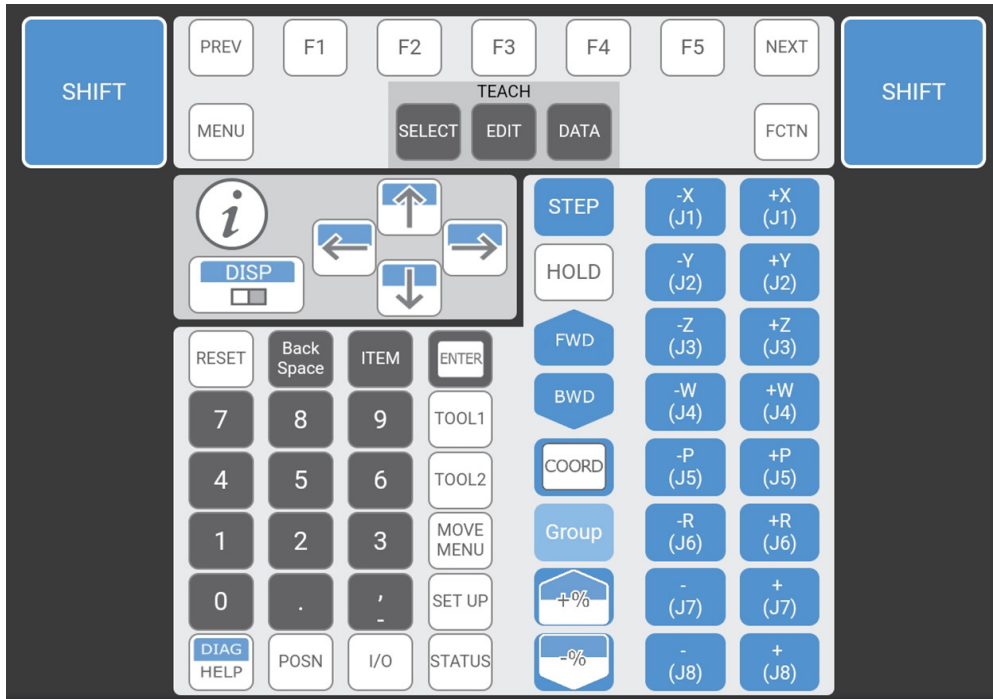 SHIFT
PREV
F1
F2
F3
F4
F5
NEXT
SHIFT
TEACH
MENU
SELECT
EDIT
DATA
FCTN
i
DISP
STEP
-X
(J1)
+X
(J1)
HOLD
-Y
(J2)
+Y
(J2)
FWD
-Z
(J3)
+Z
(J3)
BWD
-W
(J4)
+W
(J4)
COORD
-P
(J5)
+P
(J5)
Group
-R
(J6)
+R
(J6)
+%
-
(J7)
+
(J7)
-%
-
(J8)
+
(J8)
RESET
Back
Space
ITEM
ENTER
7
8
9
TOOL1
4
5
6
TOOL2
1
2
3
MOVE
MENU
0
.
,
-
SET UP
DIAG
HELP
POSN
I/O
STATUS